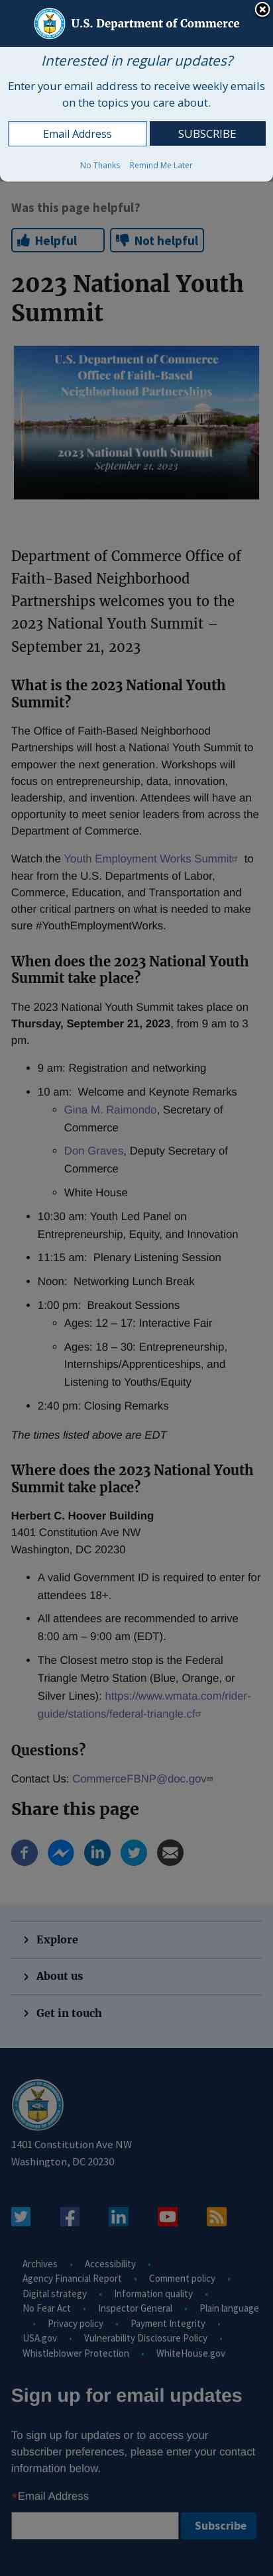 U.S. Department of Commerce
Interested in regular updates?
Enter your email address to receive weekly emails
on the topics you care about.
Email Address
SUBSCRIBE
No Thanks
Remind Me Later
Was this page helpful?
Helpful
Not helpful
2023 National Youth
Summit
U.S. Department of Commerce
Office of Faith-Based
Neighborhood Partnerships
2023 National Youth Summit
September 21, 2023
Department of Commerce Office of
Faith-Based Neighborhood
Partnerships welcomes you to the
2023 National Youth Summit –
September 21, 2023
What is the 2023 National Youth
Summit?
The Office of Faith-Based Neighborhood
Partnerships will host a National Youth Summit to
empower the next generation. Workshops will
focus on entrepreneurship, data, innovation,
leadership, and inven­tion. Attendees will have an
opportunity to meet senior leaders from across the
Department of Commerce.
Watch the Youth Employment Works Summit to
hear from the U.S. Departments of Labor,
Commerce, Education, and Transportation and
other critical partners on what is needed to make
sure #YouthEmploymentWorks.
When does the 2023 National Youth
Summit take place?
The 2023 National Youth Summit takes place on
Thursday, September 21, 2023, from 9 am to 3
pm.
• 9 am: Registration and networking
• 10 am: Welcome and Keynote Remarks
Gina M. Raimondo, Secretary of
Commerce
Don Graves, Deputy Secretary of
Commerce
White House
• 10:30 am: Youth Led Panel on
Entrepreneurship, Equity, and Innovation
• 11:15 am: Plenary Listening Session
• Noon: Networking Lunch Break
• 1:00 pm: Breakout Sessions
Ages: 12 – 17: Interactive Fair
Ages: 18 – 30: Entrepreneurship,
Internships/Apprenticeships, and
Listening to Youths/Equity
• 2:40 pm: Closing Remarks
The times listed above are EDT
Where does the 2023 National Youth
Summit take place?
Herbert C. Hoover Building
1401 Constitution Ave NW
Washington, DC 20230
• A valid Government ID is required to enter for
attendees 18+.
• All attendees are recommended to arrive
8:00 am – 9:00 am (EDT).
• The Closest metro stop is the Federal
Triangle Metro Station (Blue, Orange, or
Silver Lines): https://www.wmata.com/rider-
guide/stations/federal-triangle.cf
Questions?
Contact Us: CommerceFBNP@doc.gov
Share this page
Explore
About us
Get in touch
1401 Constitution Ave NW
Washington, DC 20230
Archives • Accessibility •
Agency Financial Report • Comment policy •
Digital strategy • Information quality •
No Fear Act • Inspector General • Plain language
• Privacy policy • Payment Integrity •
USA.gov • Vulnerability Disclosure Policy •
Whistleblower Protection • WhiteHouse.gov
Sign up for email updates
To sign up for updates or to access your
subscriber preferences, please enter your contact
information below.
*Email Address
Subscribe